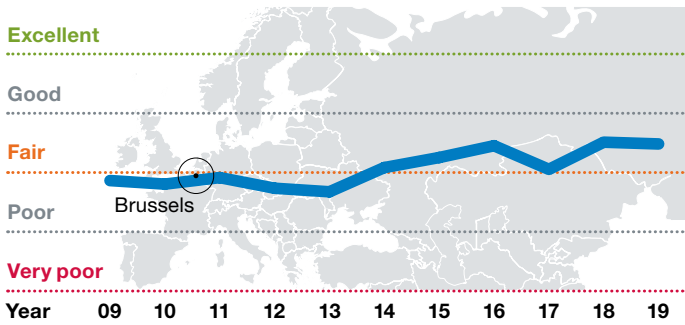 Excellent
Good
Fair
Poor
Brussels
Very poor
Year 09 10 11 12 13 14 15 16 17 18 19